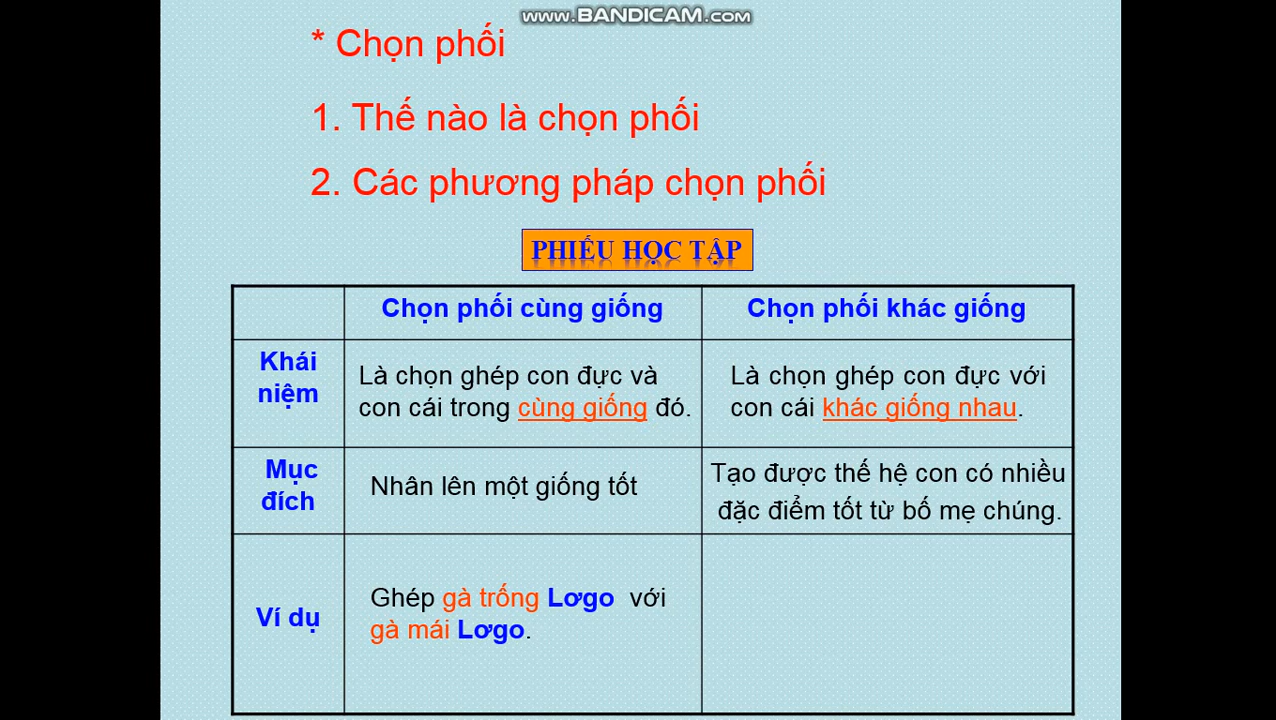 www.BANDICAM.com
* Chọn phối
1. Thế nào là chọn phối
2. Các phương pháp chọn phối
PHIẾU HỌC TẬP
Chọn phối cùng giống
Chọn phối khác giống
Khái
niệm
Là chọn ghép con đực và
con cái trong cùng giống đó.
Là chọn ghép con đực với
con cái khác giống nhau.
Mục
đích
Nhân lên một giống tốt
Tạo được thế hệ con có nhiều
đặc điểm tốt từ bố mẹ chúng.
Ví dụ
Ghép gà trống Lơgo với
gà mái Lơgo.